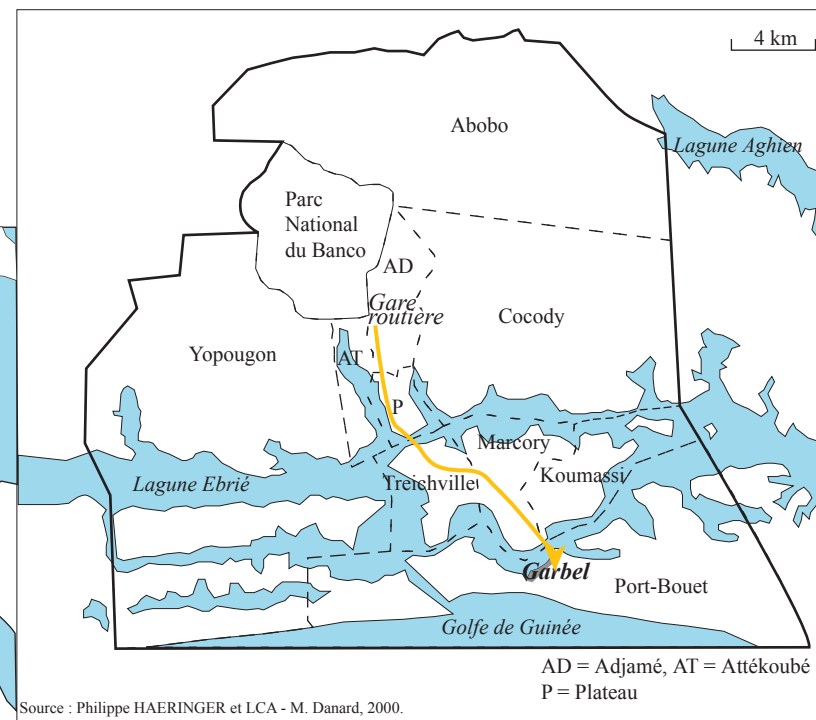 4 km
Abobo
Lagune Aghien
Parc
National
du Banco
AD
Gare
routière
Cocody
Yopougon
AT
P
Marcory
Koumassi
Treichville
Lagune Ebrié
Garbel
Port-Bouet
Golfe de Guinée
AD = Adjamé, AT = Attékoubé
P = Plateau
Source : Philippe HAERINGER et LCA - M. Danard, 2000.